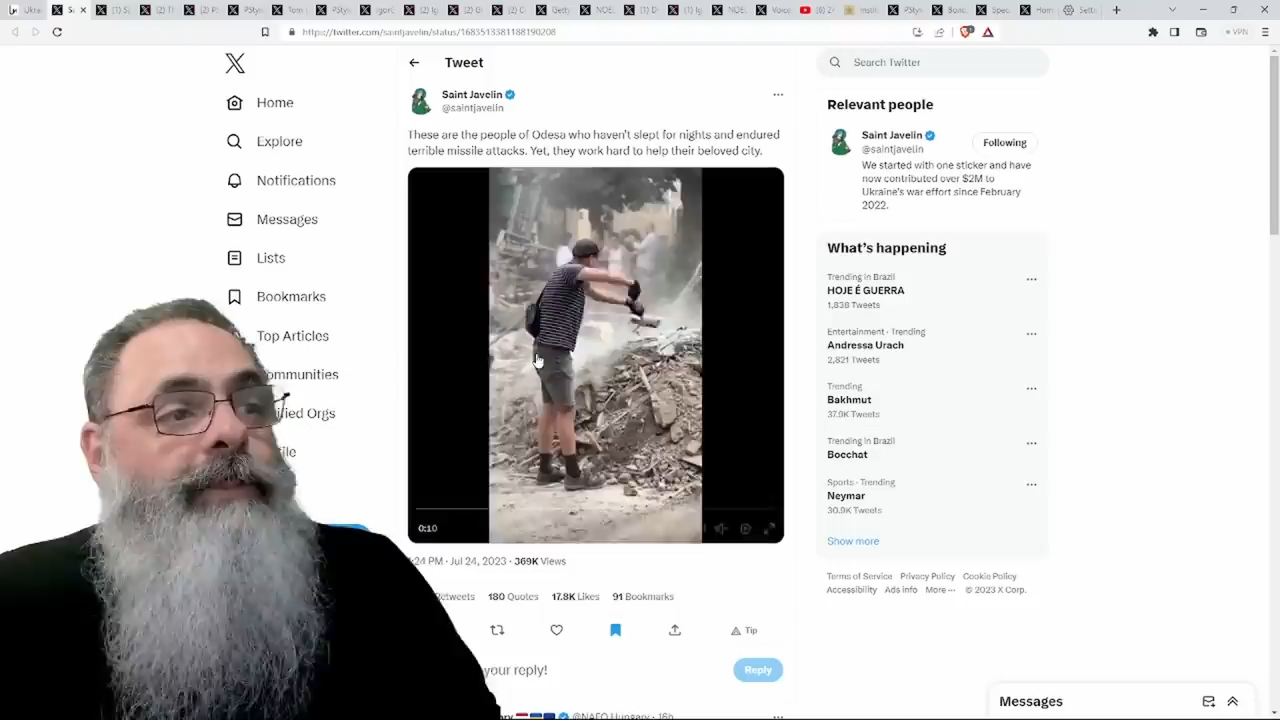 https://twitter.com/saintjavelin/status/1683513381188190208
VPN
Home
Explore
Notifications
Messages
Lists
Bookmarks
Top Articles
Tweet
Saint Javelin
@saintjavelin
These are the people of Odesa who haven't slept for nights and endured
terrible missile attacks. Yet, they work hard to help their beloved city.
0:10
PM · Jul 24, 2023 · 369K Views
180 Quotes 17.8K Likes 91 Bookmarks
Tip
your reply!
Reply
@NAFO_Hungary · 16h
Search Twitter
Relevant people
Saint Javelin
@saintjavelin
Following
We started with one sticker and have
now contributed over $2M to
Ukraine's war effort since February
2022.
What's happening
Trending in Brazil
HOJE É GUERRA
1,838 Tweets
Entertainment · Trending
Andressa Urach
2,821 Tweets
Trending
Bakhmut
37.9K Tweets
Trending in Brazil
Boechat
Sports · Trending
Neymar
30.9K Tweets
Show more
Terms of Service Privacy Policy Cookie Policy
Accessibility Ads info More ··· © 2023 X Corp.
Messages